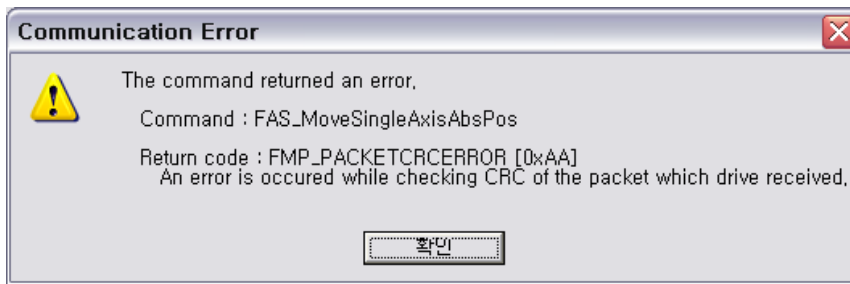 Communication Error
The command returned an error,
Command : FAS_MoveSingleAxisAbsPos
Return code : FMP_PACKETCRCERROR [0xAA]
An error is occured while checking CRC of the packet which drive received,
확인